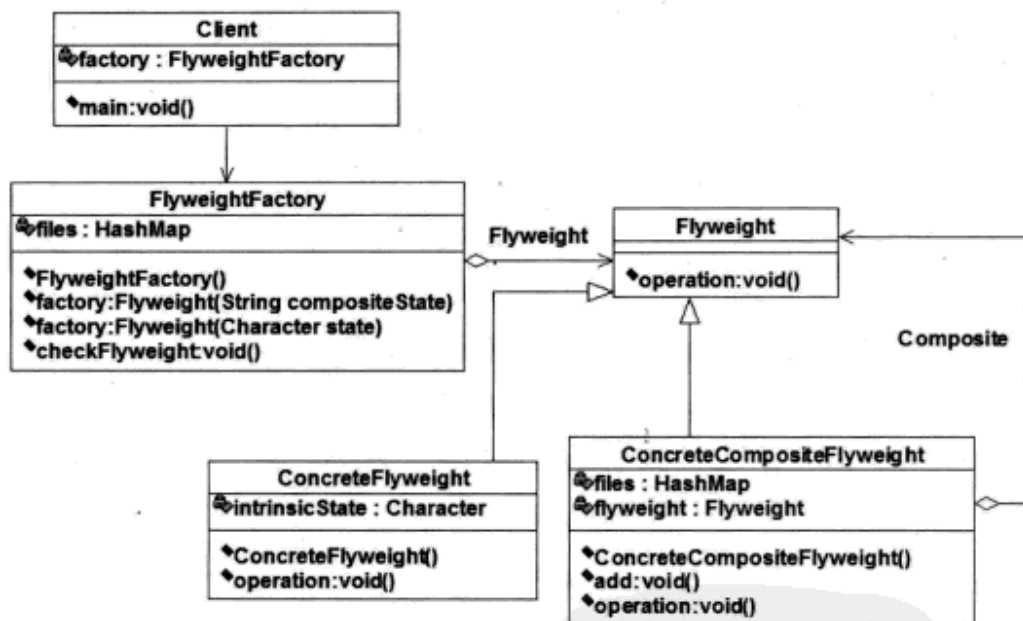 Client
factory : FlyweightFactory
main:void()
FlyweightFactory
files : HashMap
FlyweightFactory()
factory:Flyweight(String compositeState)
factory:Flyweight(Character state)
checkFlyweight:void()
Flyweight
Flyweight
operation:void()
Composite
ConcreteFlyweight
intrinsicState : Character
ConcreteFlyweight()
operation:void()
ConcreteCompositeFlyweight
files : HashMap
flyweight : Flyweight
ConcreteCompositeFlyweight()
add:void()
operation:void()